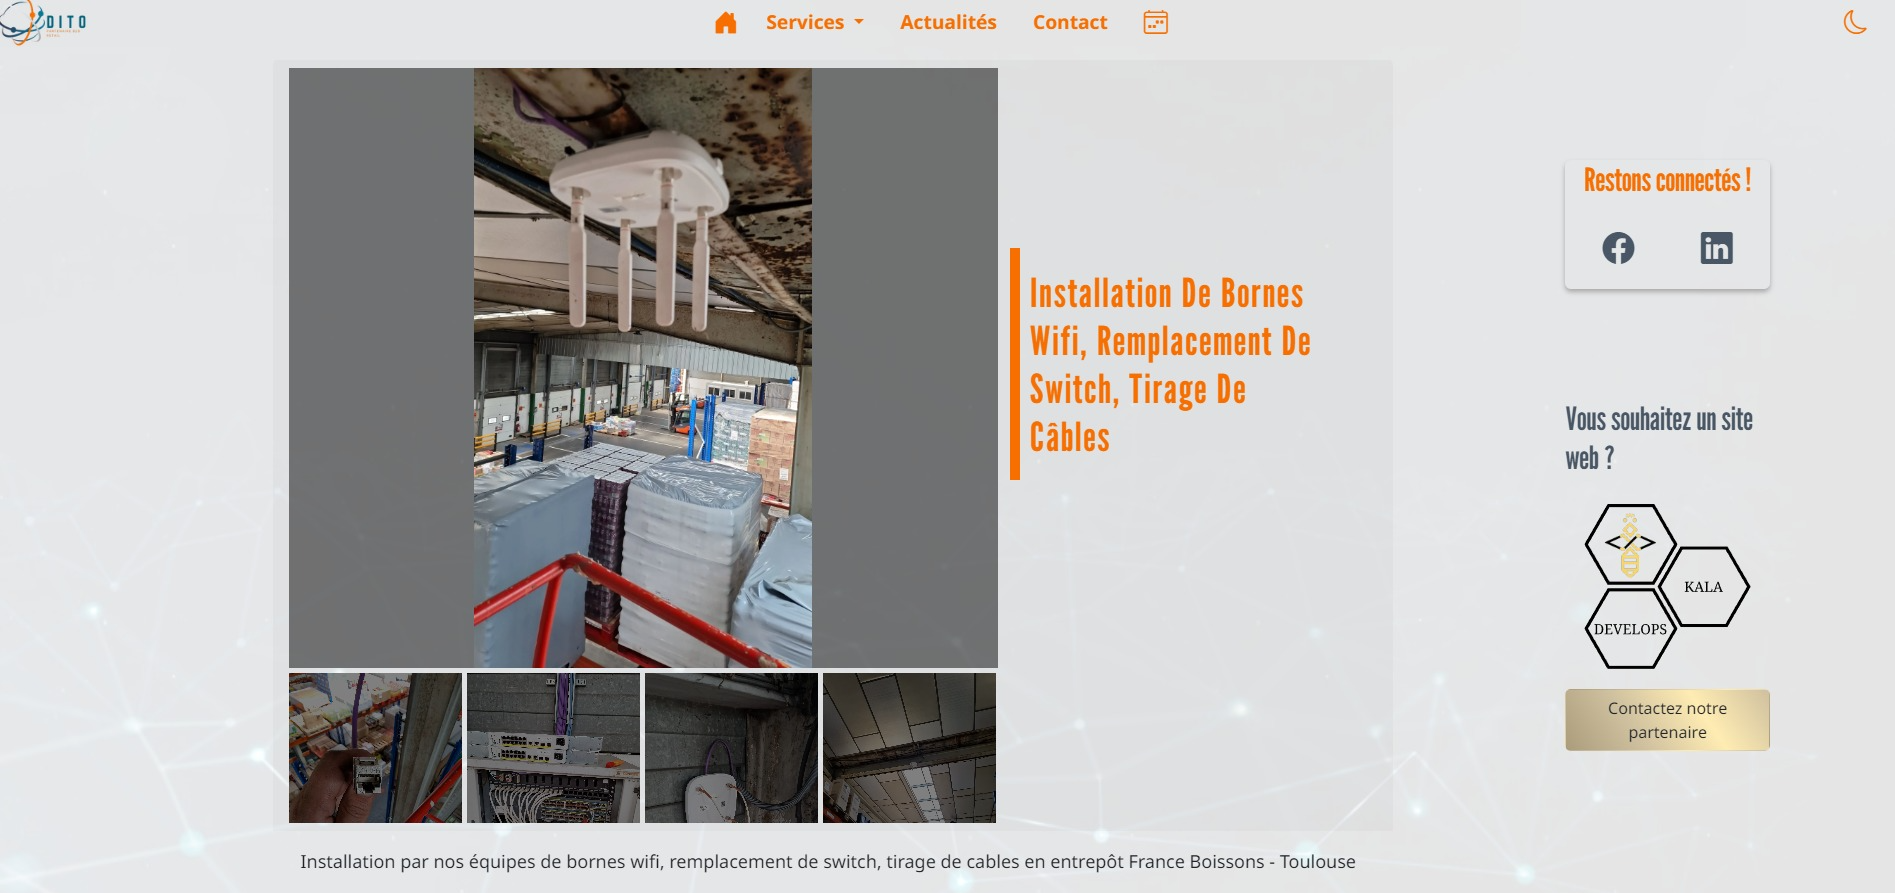 DITO
Services
Actualités
Contact
Installation De Bornes
Wifi, Remplacement De
Switch, Tirage De
Câbles
Restons connectés !
Vous souhaitez un site
web ?
KALA
DEVELOPS
Contactez notre
partenaire
Installation par nos équipes de bornes wifi, remplacement de switch, tirage de cables en entrepôt France Boissons - Toulouse